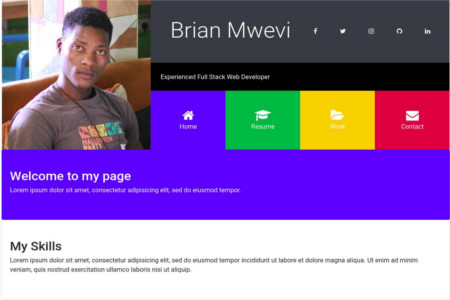 Brian Mwevi
Experienced Full Stack Web Developer
Home
Resume
Work
Contact
Welcome to my page
Lorem ipsum dolor sit amet, consectetur adipisicing elit, sed do eiusmod tempor.
My Skills
Lorem ipsum dolor sit amet, consectetur adipisicing elit, sed do eiusmod tempor incididunt ut labore et dolore magna aliqua. Ut enim ad minim
veniam, quis nostrud exercitation ullamco laboris nisi ut aliquip.